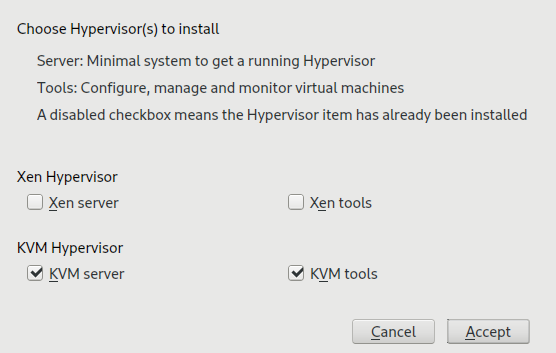 Choose Hypervisor(s) to install
Server: Minimal system to get a running Hypervisor
Tools: Configure, manage and monitor virtual machines
A disabled checkbox means the Hypervisor item has already been installed
Xen Hypervisor
Xen server Xen tools
KVM Hypervisor
KVM server KVM tools
Cancel Accept